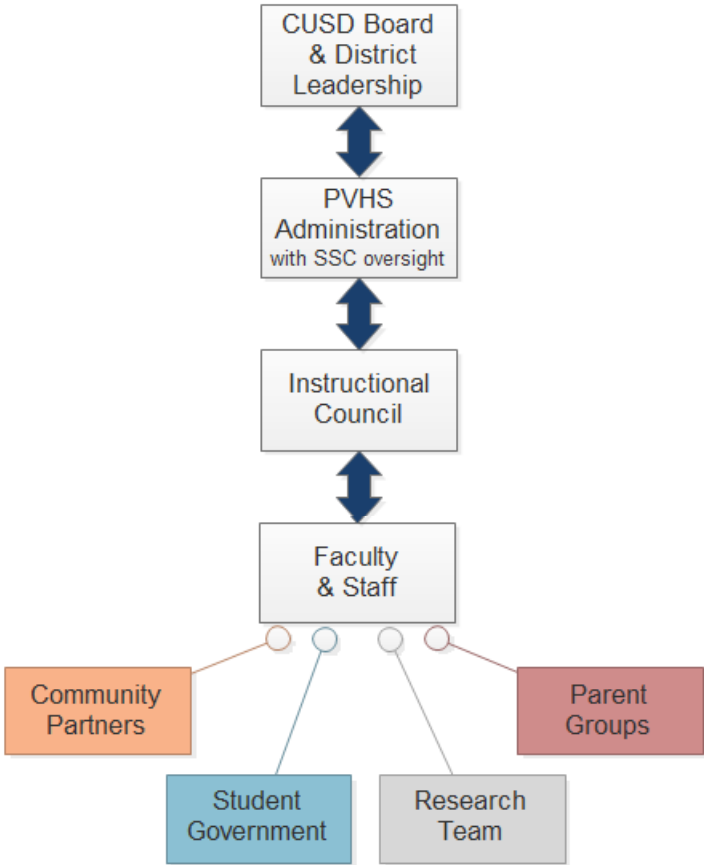 CUSD Board
& District
Leadership
PVHS
Administration
with SSC oversight
Instructional
Council
Faculty
& Staff
Community
Partners
Parent
Groups
Student
Government
Research
Team